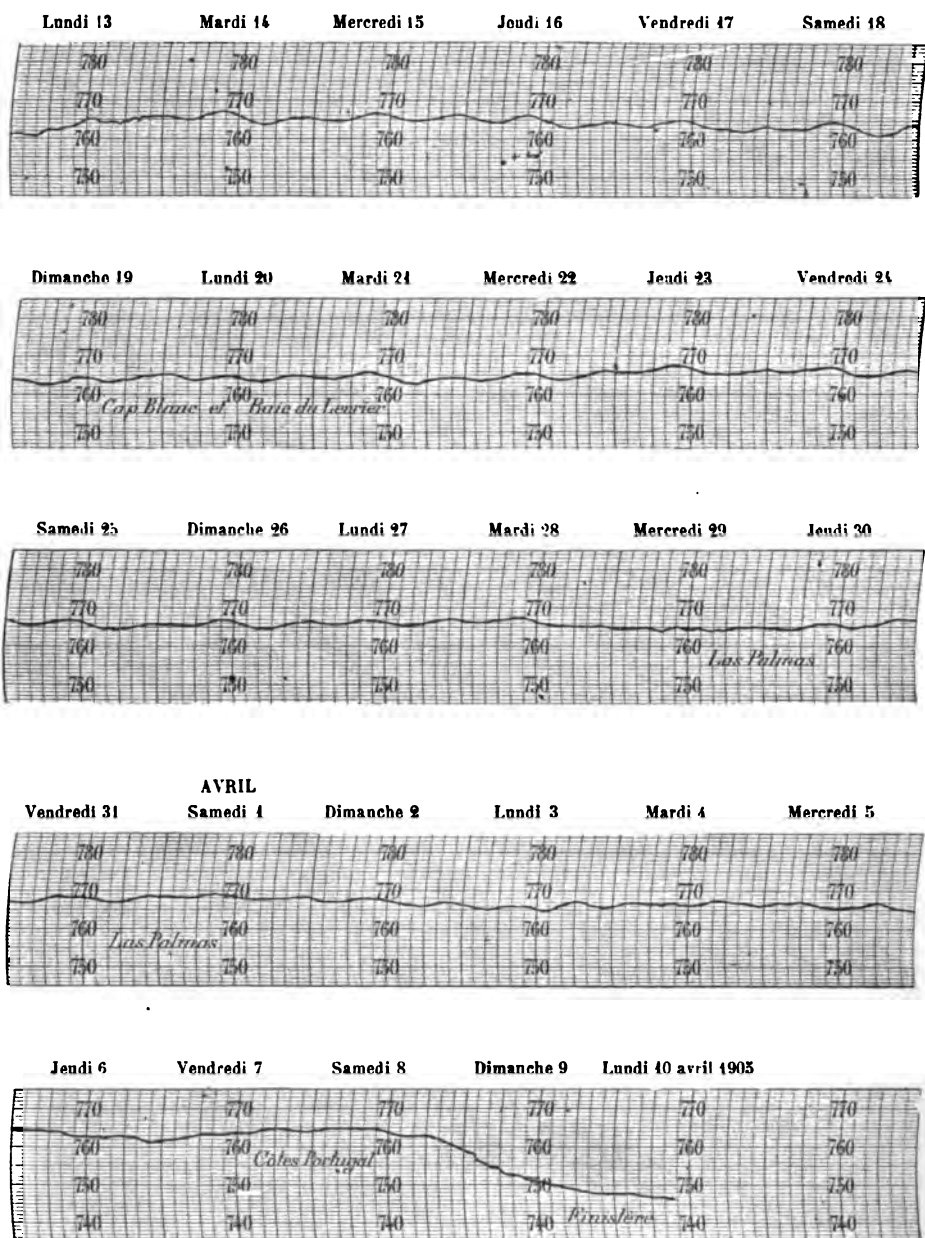 Lundi 13 Mardi 14 Mercredi 15 Jeudi 16 Vendredi 17 Samedi 18
780 780 780 780 780 780
770 770 770 770 770 770
760 760 760 760 760 760
750 750 750 750 750 750
Dimanche 19 Lundi 20 Mardi 21 Mercredi 22 Jeudi 23 Vendredi 24
780 780 780 780 780 780
770 770 770 770 770 770
760 760 760 760 760 760
Cap Blanc et Baie du Levrier
750 750 750 750 750 750
Samedi 25 Dimanche 26 Lundi 27 Mardi 28 Mercredi 29 Jeudi 30
780 780 780 780 780 780
770 770 770 770 770 770
760 760 760 760 760 760
Las Palmas
750 750 750 750 750 750
AVRIL
Vendredi 31 Samedi 1 Dimanche 2 Lundi 3 Mardi 4 Mercredi 5
780 780 780 780 780 780
770 770 770 770 770 770
760 760 760 760 760 760
Las Palmas
750 750 750 750 750 750
Jeudi 6 Vendredi 7 Samedi 8 Dimanche 9 Lundi 10 avril 1905
770 770 770 770 770 770
760 760 760 760 760 760
Côtes Portugal
750 750 750 750 750 750
Finistère
740 740 740 740 740 740